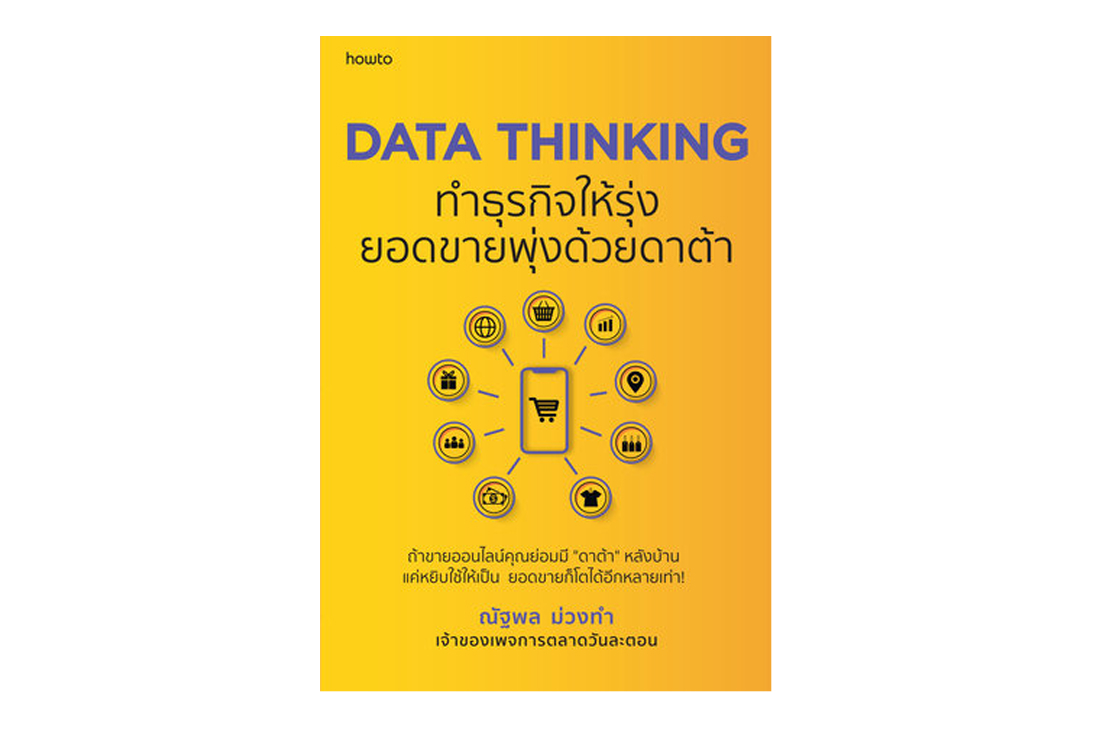 howto
DATA THINKING
ทำธุรกิจให้รุ่ง
ยอดขายพุ่งด้วยดาต้า
ถ้าขายออนไลน์คุณย่อมมี "ดาต้า" หลังบ้าน
แค่หยิบใช้ให้เป็น ยอดขายก็โตได้อีกหลายเท่า!
ณัฐพล ม่วงทำ
เจ้าของเพจการตลาดวันละตอน